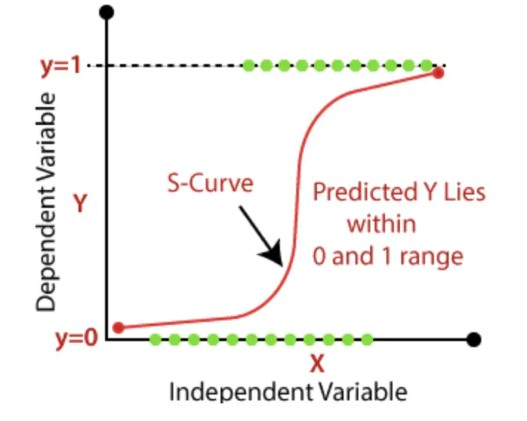 y=1
Dependent Variable
Y
S-Curve
Predicted Y Lies
within
0 and 1 range
y=0
X
Independent Variable